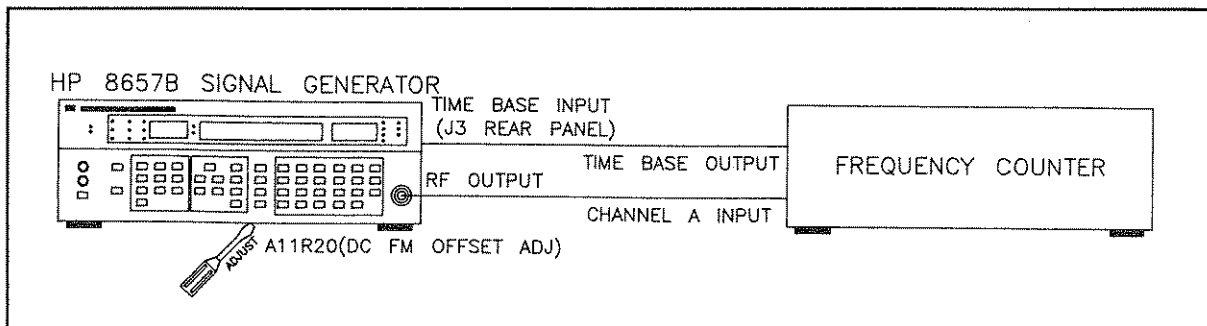 HP 8657B SIGNAL GENERATOR
TIME BASE INPUT
(J3 REAR PANEL)
TIME BASE OUTPUT
FREQUENCY COUNTER
RF OUTPUT
CHANNEL A INPUT
ADJUST
A11R20(DC FM OFFSET ADJ)